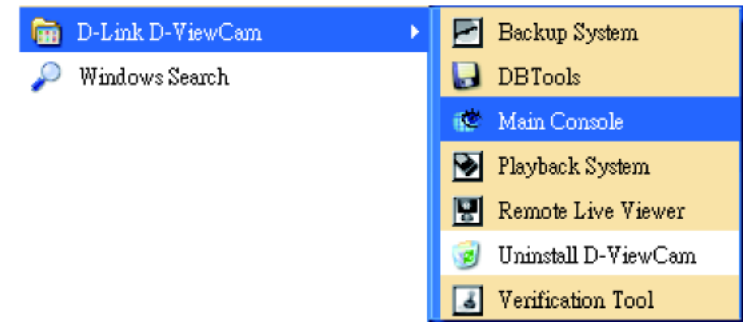 D-Link D-ViewCam
Windows Search
Backup System
DBTools
Main Console
Playback System
Remote Live Viewer
Uninstall D-ViewCam
Verification Tool